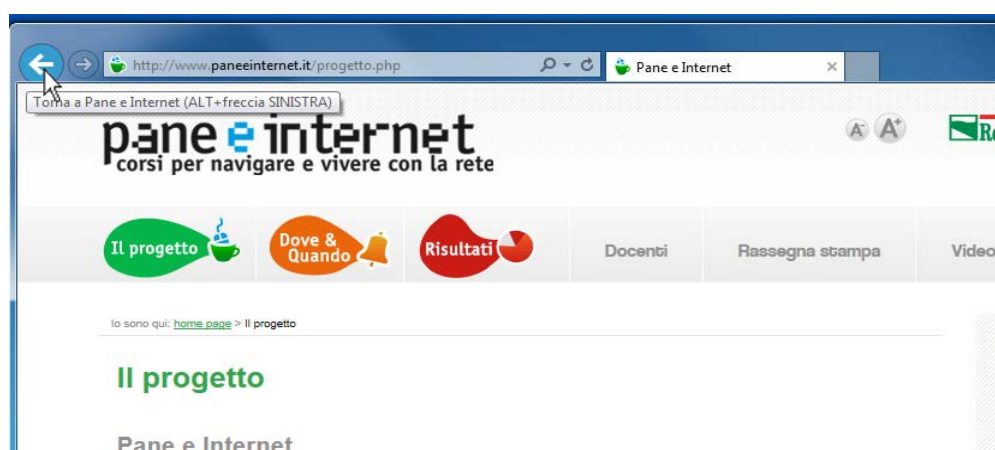 http://www.paneeinternet.it/progetto.php
Pane e Internet
Torna a Pane e Internet (ALT+freccia SINISTRA)
pane e internet
corsi per navigare e vivere con la rete
A- A+
Il progetto
Dove &
Quando
Risultati
Docenti
Rassegna stampa
Video
Io sono qui: home page > Il progetto
Il progetto
Pane e Internet